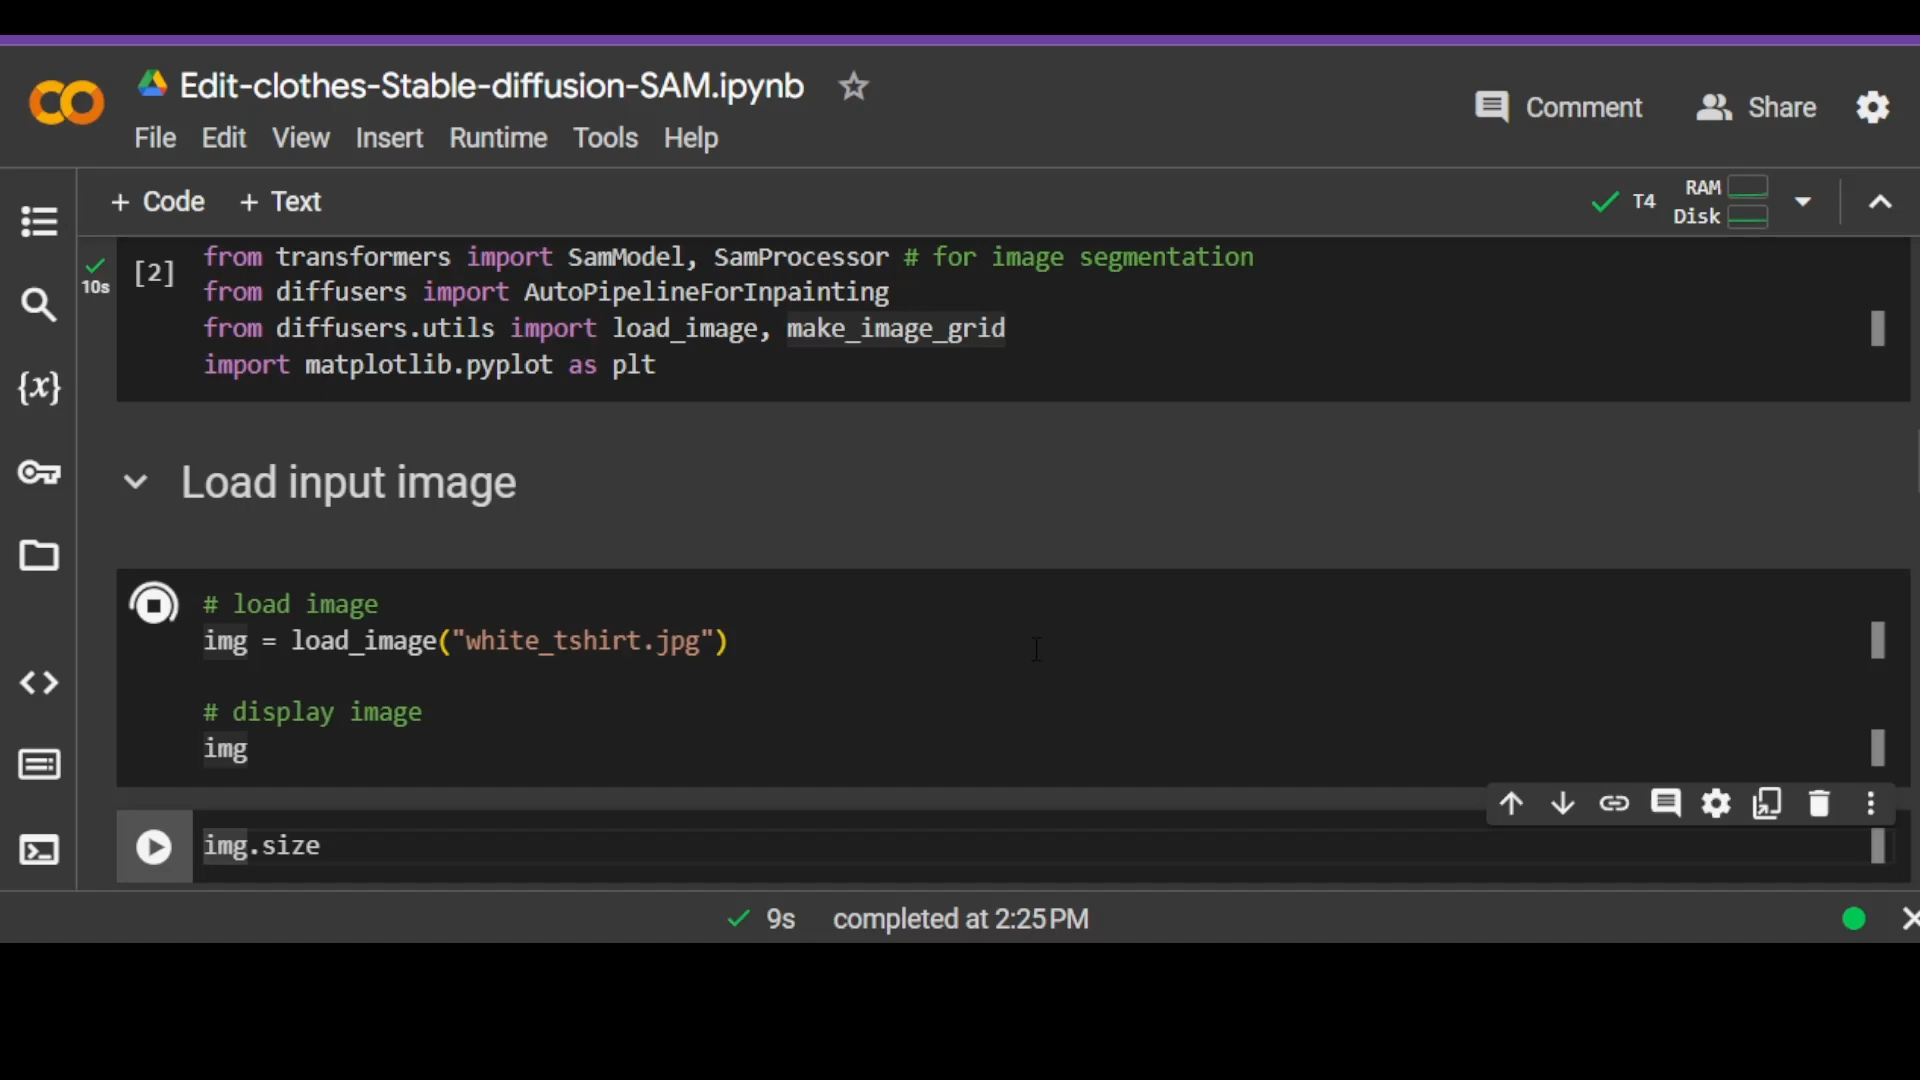 Edit-clothes-Stable-diffusion-SAM.ipynb
File Edit View Insert Runtime Tools Help
Comment Share
+ Code + Text
T4 RAM Disk
10s
[2]
from transformers import SamModel, SamProcessor # for image segmentation
from diffusers import AutoPipelineForInpainting
from diffusers.utils import load_image, make_image_grid
import matplotlib.pyplot as plt
Load input image
# load image
img = load_image("white_tshirt.jpg")
# display image
img
img.size
9s completed at 2:25 PM